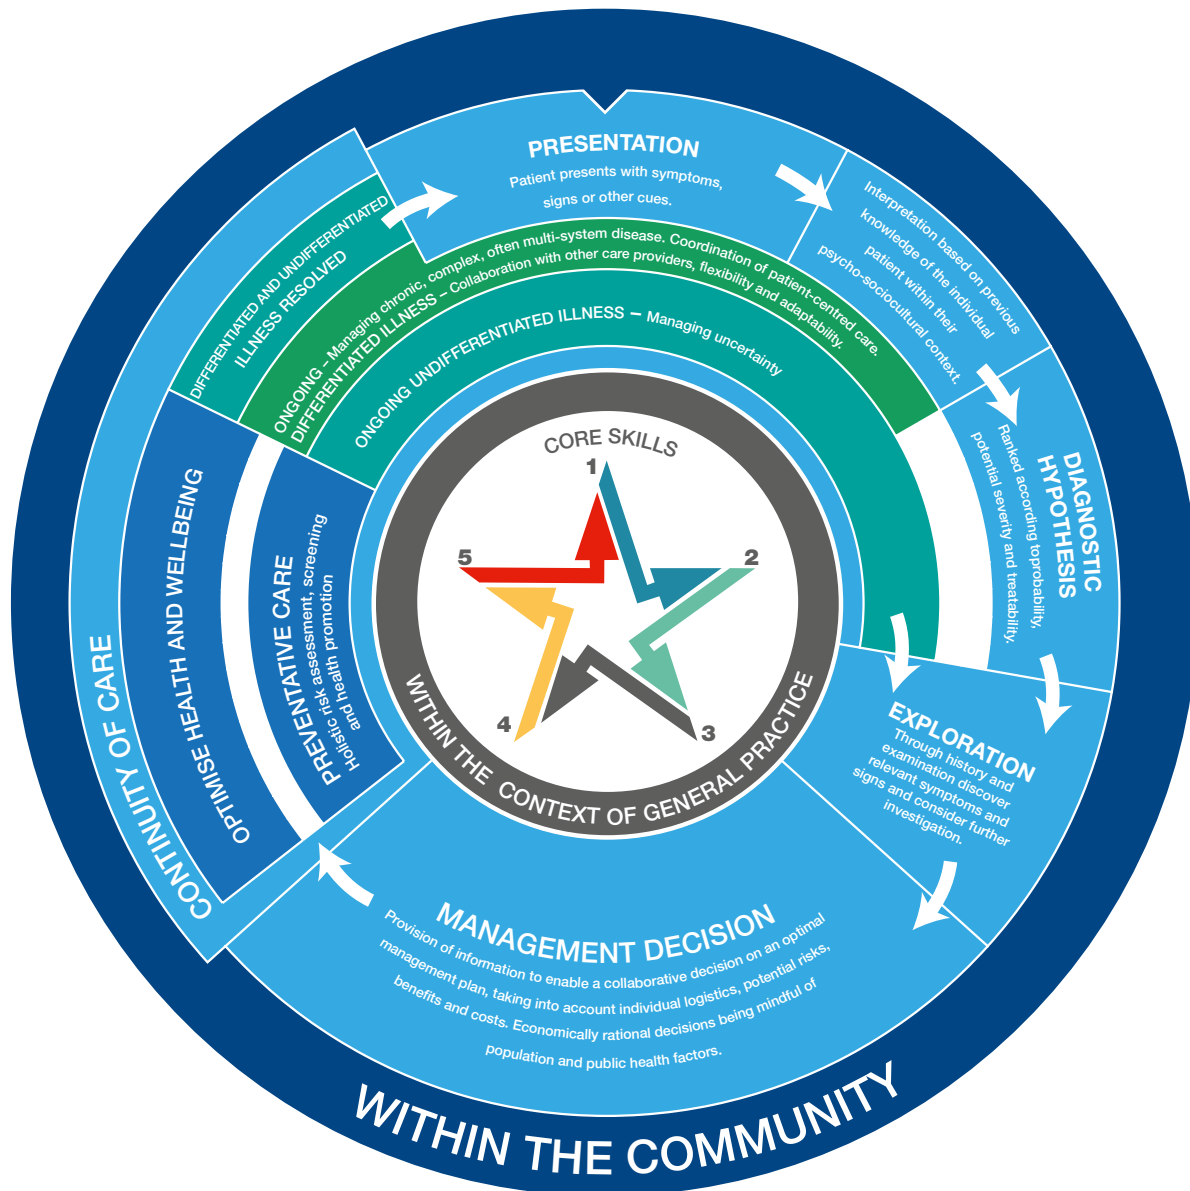 PRESENTATION
Patient presents with symptoms,
signs or other cues.
Interpretation based on previous
knowledge of the individual
patient within their
psycho-sociocultural context.
DIAGNOSTIC
HYPOTHESIS
Ranked according toprobability,
potential severity and treatability.
EXPLORATION
Through history and
examination discover
relevant symptoms and
signs and consider further
investigation.
MANAGEMENT DECISION
Provision of information to enable a collaborative decision on an optimal
management plan, taking into account individual logistics, potential risks,
benefits and costs. Economically rational decisions being mindful of
population and public health factors.
CONTINUITY OF CARE
OPTIMISE HEALTH AND WELLBEING
PREVENTATIVE CARE
Holistic risk assessment, screening
and health promotion
DIFFERENTIATED AND UNDIFFERENTIATED
ILLNESS RESOLVED
ONGOING – Managing chronic, complex, often multi-system disease. Coordination of patient-centred care.
DIFFERENTIATED ILLNESS – Collaboration with other care providers, flexibility and adaptability.
ONGOING UNDIFFERENTIATED ILLNESS – Managing uncertainty
CORE SKILLS
1
2
3
4
5
WITHIN THE CONTEXT OF GENERAL PRACTICE
WITHIN THE COMMUNITY